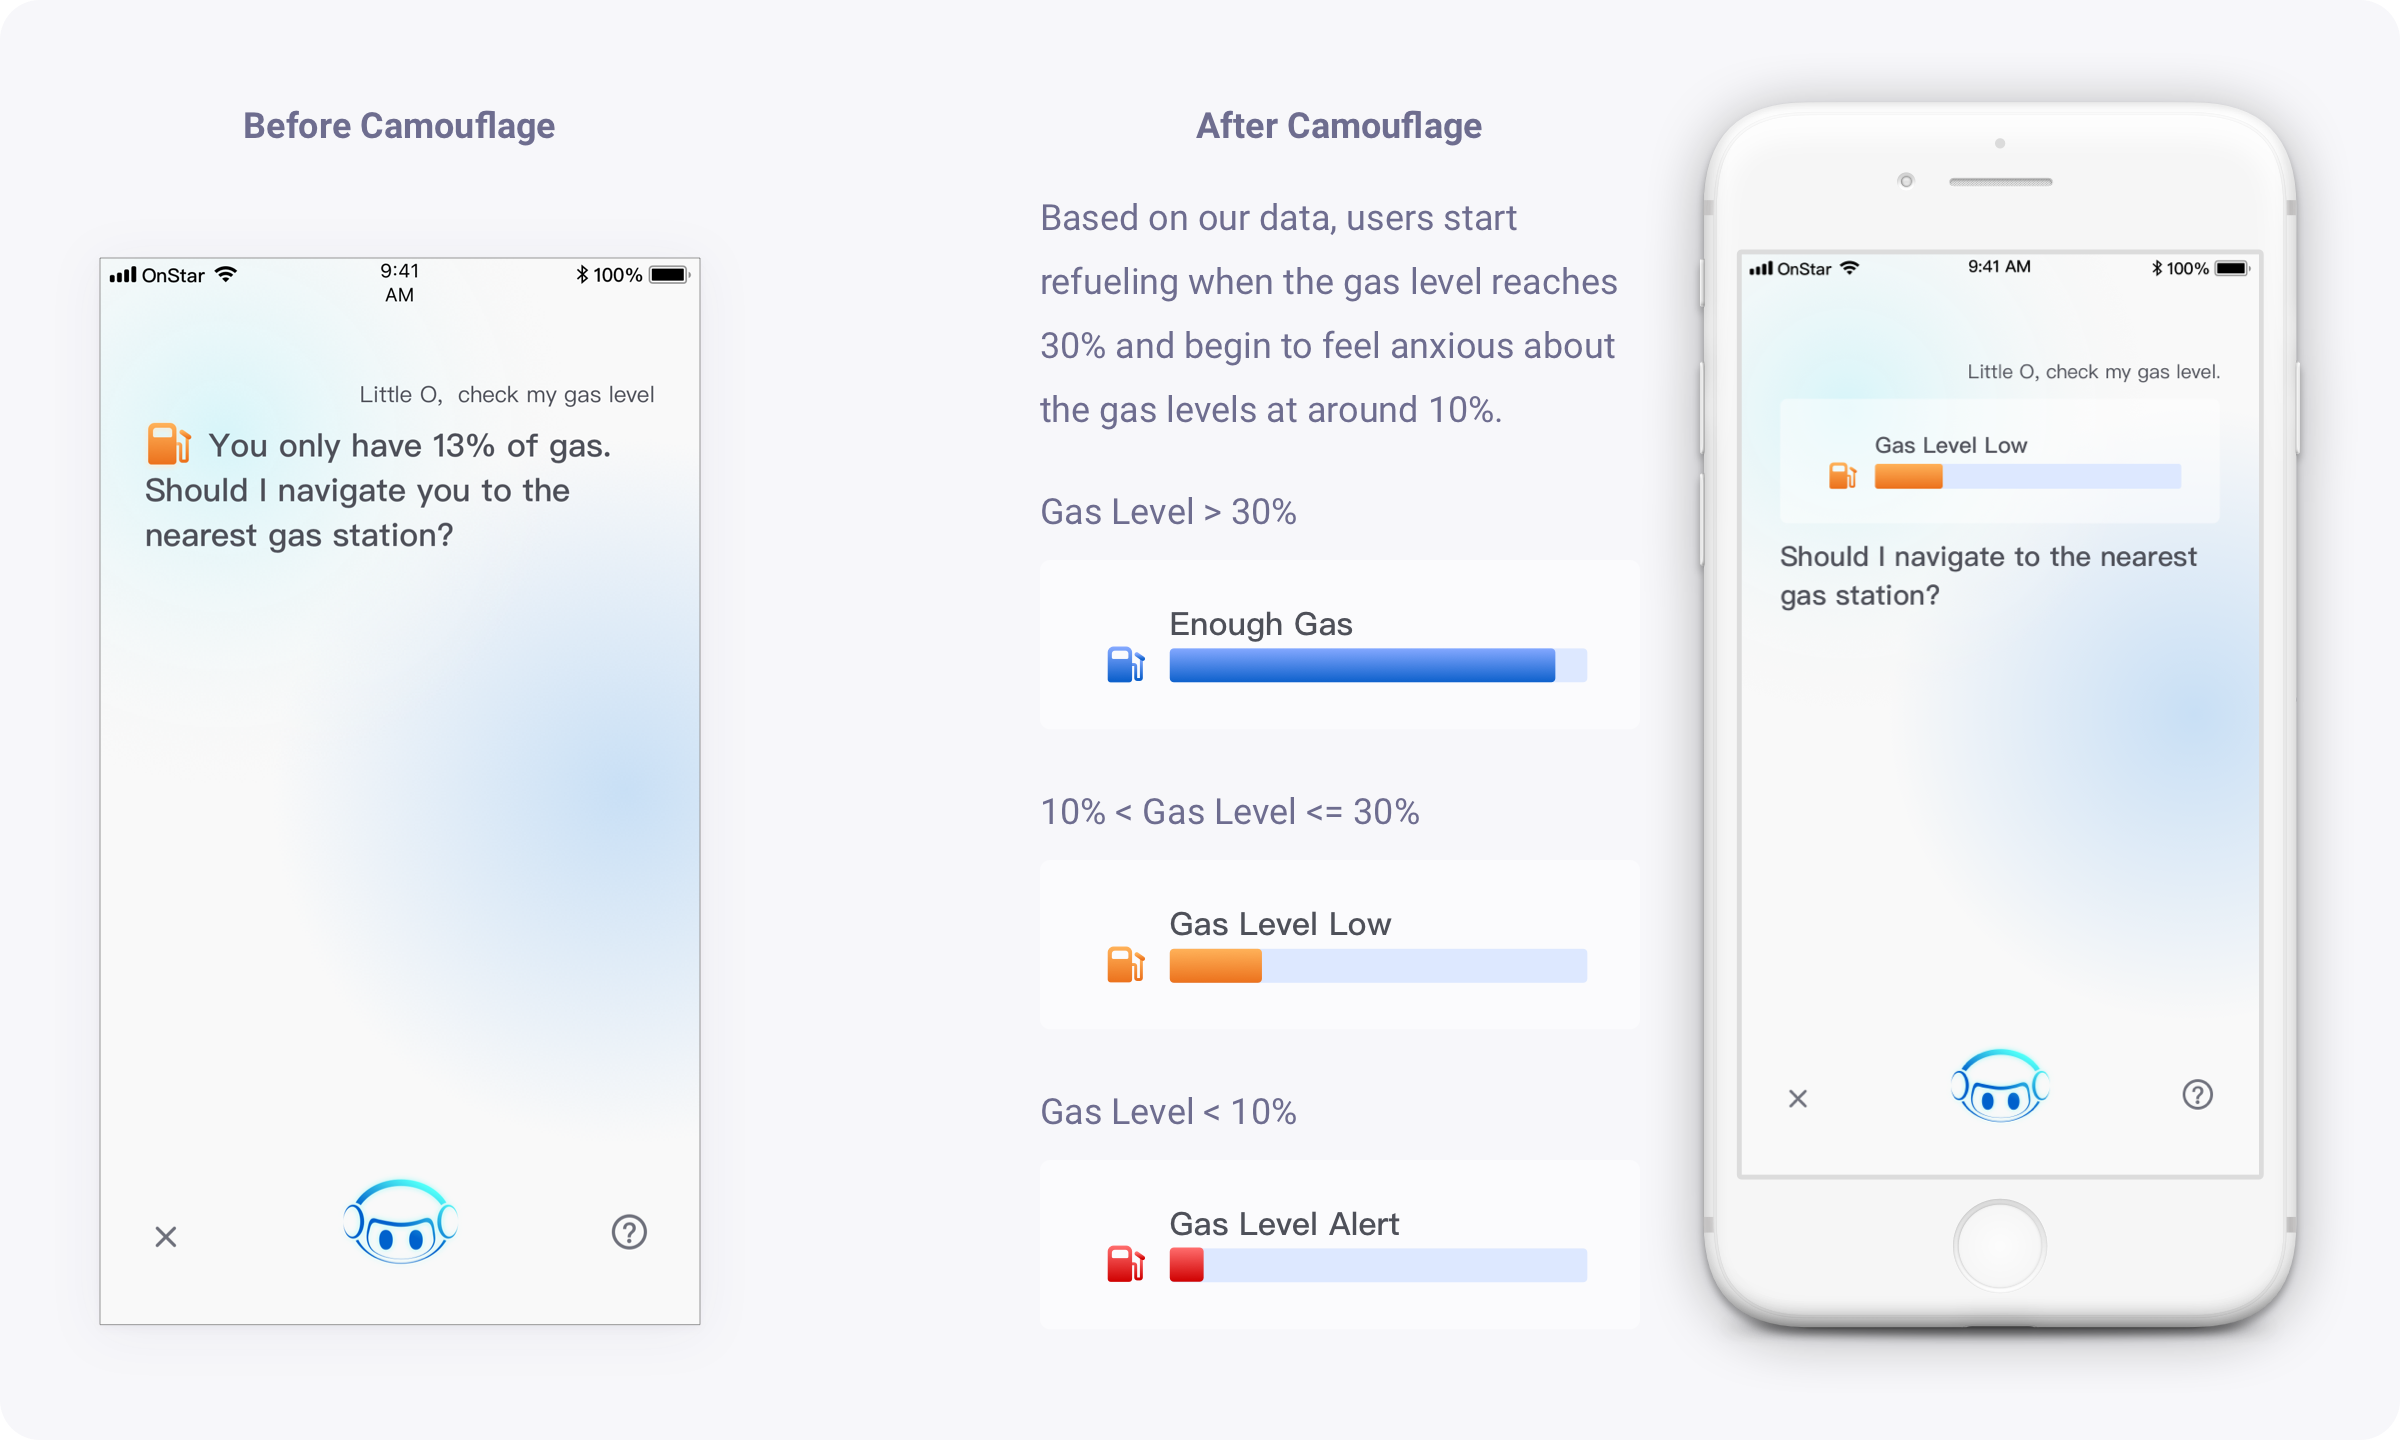 Before Camouflage
OnStar
9:41
AM
100%
Little O,  check my gas level
You only have 13% of gas.
Should I navigate you to the
nearest gas station?
After Camouflage
Based on our data, users start
refueling when the gas level reaches
30% and begin to feel anxious about
the gas levels at around 10%.
Gas Level > 30%
Enough Gas
10% < Gas Level <= 30%
Gas Level Low
Gas Level < 10%
Gas Level Alert
OnStar
9:41 AM
100%
Little O, check my gas level.
Gas Level Low
Should I navigate to the nearest
gas station?